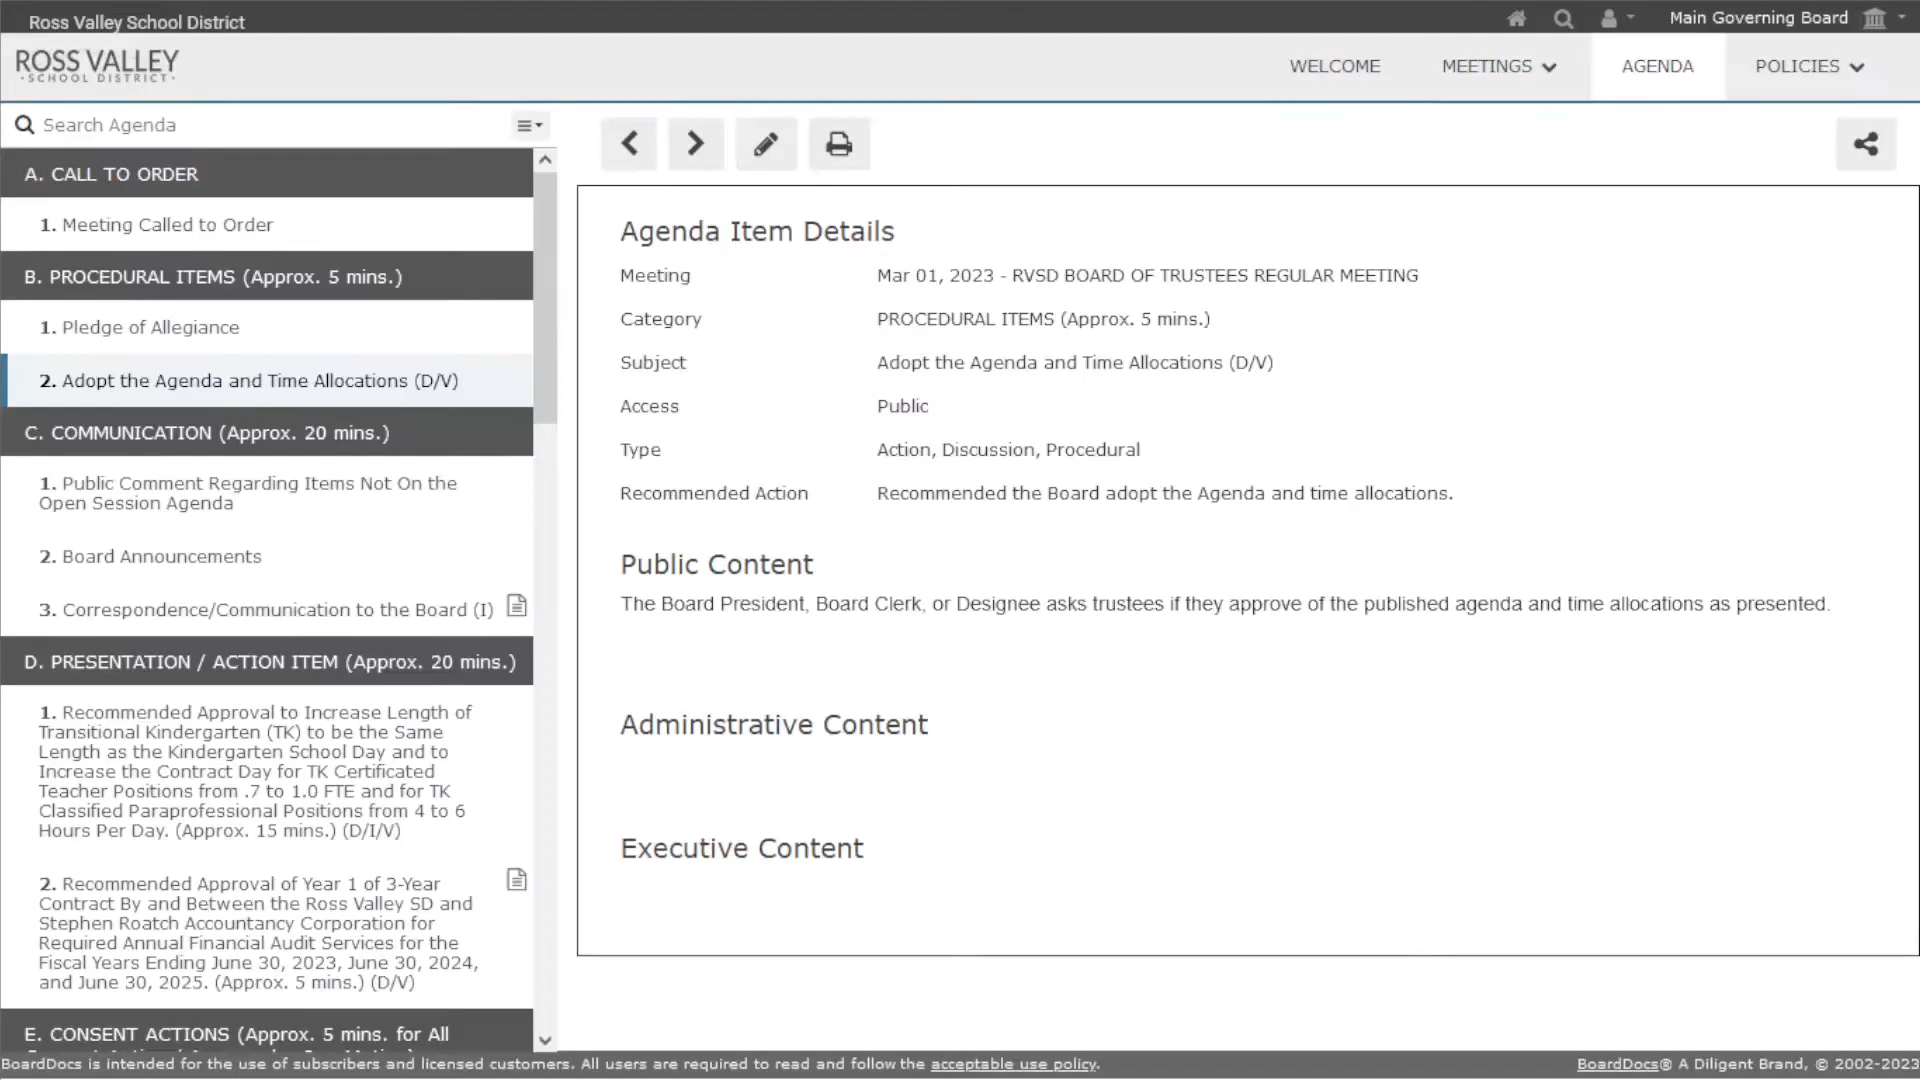 Ross Valley School District
Main Governing Board
ROSS VALLEY
·SCHOOL DISTRICT·
WELCOME
MEETINGS
AGENDA
POLICIES
Search Agenda
A. CALL TO ORDER
1. Meeting Called to Order
B. PROCEDURAL ITEMS (Approx. 5 mins.)
1. Pledge of Allegiance
2. Adopt the Agenda and Time Allocations (D/V)
C. COMMUNICATION (Approx. 20 mins.)
1. Public Comment Regarding Items Not On the
Open Session Agenda
2. Board Announcements
3. Correspondence/Communication to the Board (I)
D. PRESENTATION / ACTION ITEM (Approx. 20 mins.)
1. Recommended Approval to Increase Length of
Transitional Kindergarten (TK) to be the Same
Length as the Kindergarten School Day and to
Increase the Contract Day for TK Certificated
Teacher Positions from .7 to 1.0 FTE and for TK
Classified Paraprofessional Positions from 4 to 6
Hours Per Day. (Approx. 15 mins.) (D/I/V)
2. Recommended Approval of Year 1 of 3-Year
Contract By and Between the Ross Valley SD and
Stephen Roatch Accountancy Corporation for
Required Annual Financial Audit Services for the
Fiscal Years Ending June 30, 2023, June 30, 2024,
and June 30, 2025. (Approx. 5 mins.) (D/V)
E. CONSENT ACTIONS (Approx. 5 mins. for All
Agenda Item Details
Meeting Mar 01, 2023 - RVSD BOARD OF TRUSTEES REGULAR MEETING
Category PROCEDURAL ITEMS (Approx. 5 mins.)
Subject Adopt the Agenda and Time Allocations (D/V)
Access Public
Type Action, Discussion, Procedural
Recommended Action Recommended the Board adopt the Agenda and time allocations.
Public Content
The Board President, Board Clerk, or Designee asks trustees if they approve of the published agenda and time allocations as presented.
Administrative Content
Executive Content
BoardDocs is intended for the use of subscribers and licensed customers. All users are required to read and follow the acceptable use policy.
BoardDocs® A Diligent Brand, © 2002-2023